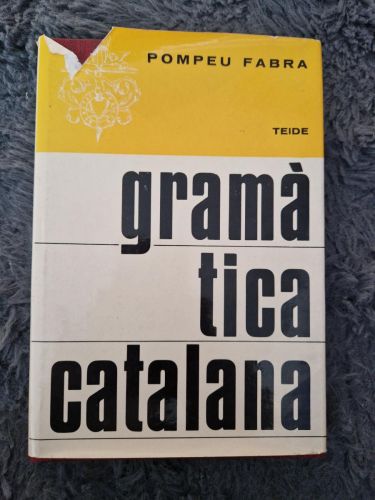 POMPEU FABRA
TEIDE
gramà
tica
catalana